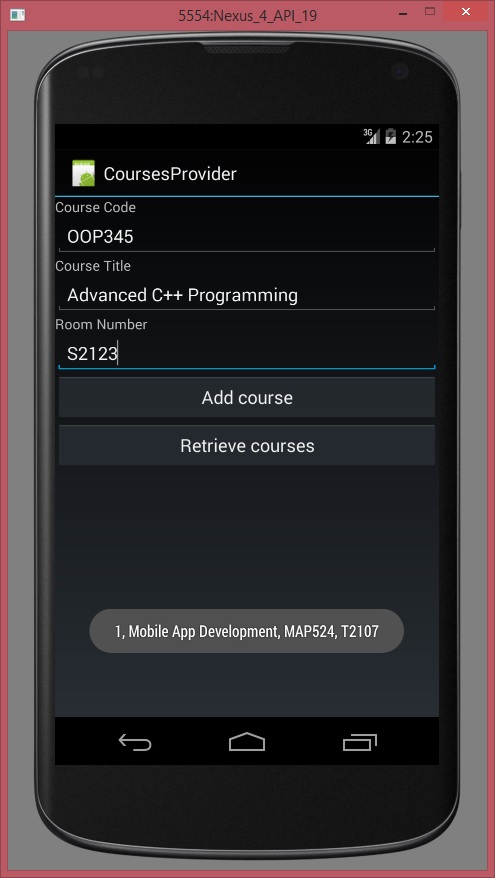 5554:Nexus_4_API_19
3G 2:25
CoursesProvider
Course Code
OOP345
Course Title
Advanced C++ Programming
Room Number
S2123
Add course
Retrieve courses
1, Mobile App Development, MAP524, T2107